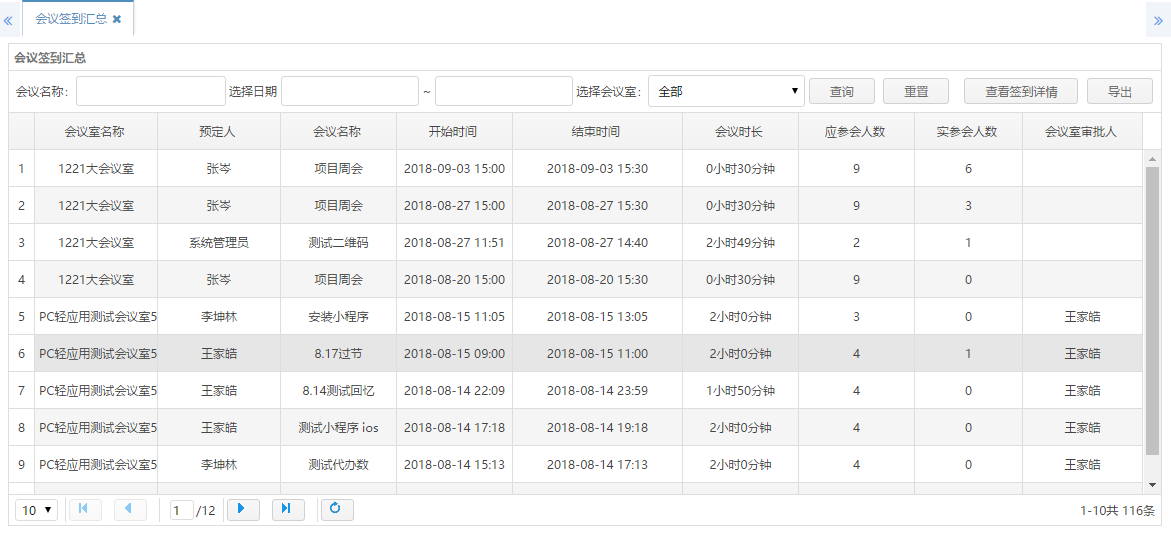 会议签到汇总
会议签到汇总
会议名称： 选择日期 ~ 选择会议室： 全部 查询 重置 查看签到详情 导出
会议室名称 预定人 会议名称 开始时间 结束时间 会议时长 应参会人数 实参会人数 会议室审批人
1 1221大会议室 张岑 项目周会 2018-09-03 15:00 2018-09-03 15:30 0小时30分钟 9 6
2 1221大会议室 张岑 项目周会 2018-08-27 15:00 2018-08-27 15:30 0小时30分钟 9 3
3 1221大会议室 系统管理员 测试二维码 2018-08-27 11:51 2018-08-27 14:40 2小时49分钟 2 1
4 1221大会议室 张岑 项目周会 2018-08-20 15:00 2018-08-20 15:30 0小时30分钟 9 0
5 PC轻应用测试会议室5 李坤林 安装小程序 2018-08-15 11:05 2018-08-15 13:05 2小时0分钟 3 0 王家皓
6 PC轻应用测试会议室5 王家皓 8.17过节 2018-08-15 09:00 2018-08-15 11:00 2小时0分钟 4 1 王家皓
7 PC轻应用测试会议室5 王家皓 8.14测试回忆 2018-08-14 22:09 2018-08-14 23:59 1小时50分钟 4 0 王家皓
8 PC轻应用测试会议室5 王家皓 测试小程序 ios 2018-08-14 17:18 2018-08-14 19:18 2小时0分钟 4 0 王家皓
9 PC轻应用测试会议室5 李坤林 测试代办数 2018-08-14 15:13 2018-08-14 17:13 2小时0分钟 4 0 王家皓
10 1 /12 1-10共 116条